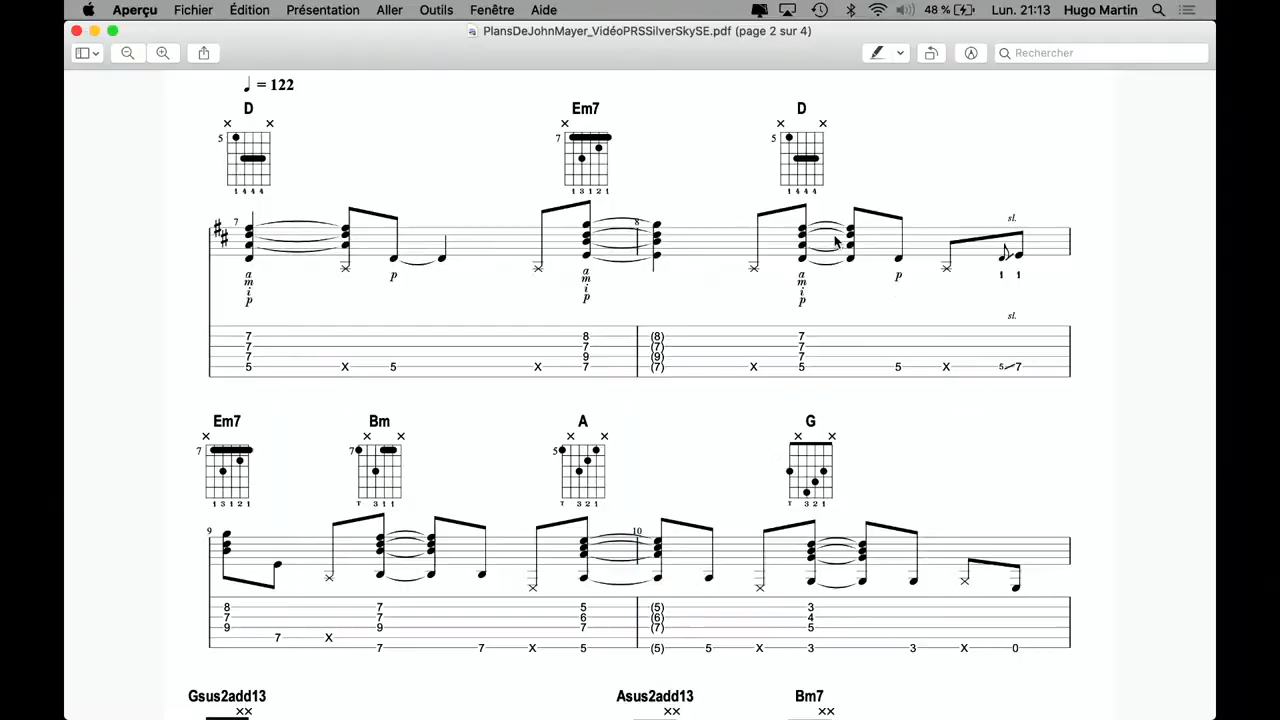 Aperçu Fichier Édition Présentation Aller Outils Fenêtre Aide 48 % Lun. 21:13 Hugo Martin
PlansDeJohnMayer_VidéoPRSSilverSkySE.pdf (page 2 sur 4)
Rechercher
♩ = 122
D Em7 D
× × × × ×
5 7 5
1 4 4 4 1 3 1 2 1 1 4 4 4
7 8 sl.
a p a a p 1 1
m m m
i i i
p p p
sl.
7 8 (8) 7
7 7 (7) 7
7 9 (9) 7
5 X 5 X 7 (7) X 5 5 X 5 7
Em7 Bm A G
× × × × × × ×
7 7 5
1 3 1 2 1 T 3 1 1 T 3 2 1 T 3 2 1
9 10
8 7 5 (5) 3
7 7 6 (6) 4
9 9 7 (7) 5
7 X
7 7 X 5 (5) 5 X 3 3 X 0
Gsus2add13 Asus2add13 Bm7
×× ×× ××